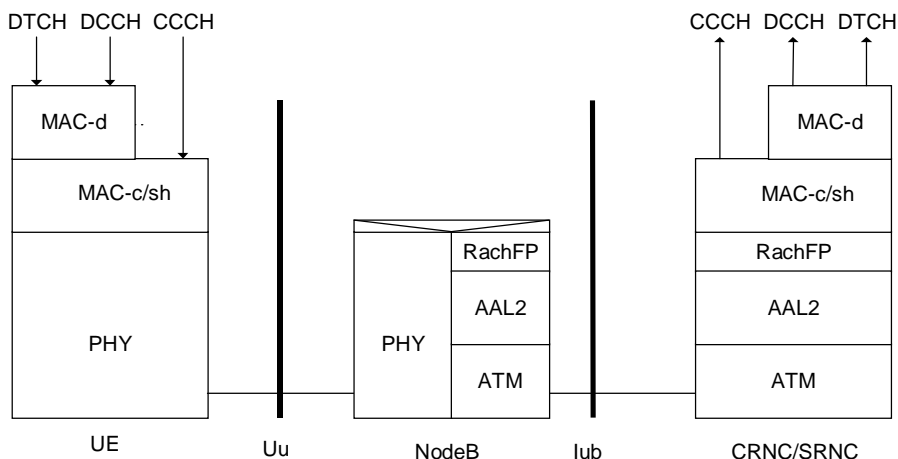 DTCH DCCH CCCH
CCCH DCCH DTCH
MAC-d
MAC-d
MAC-c/sh
MAC-c/sh
RachFP
RachFP
AAL2
AAL2
PHY
PHY
ATM
ATM
UE
Uu
NodeB
Iub
CRNC/SRNC